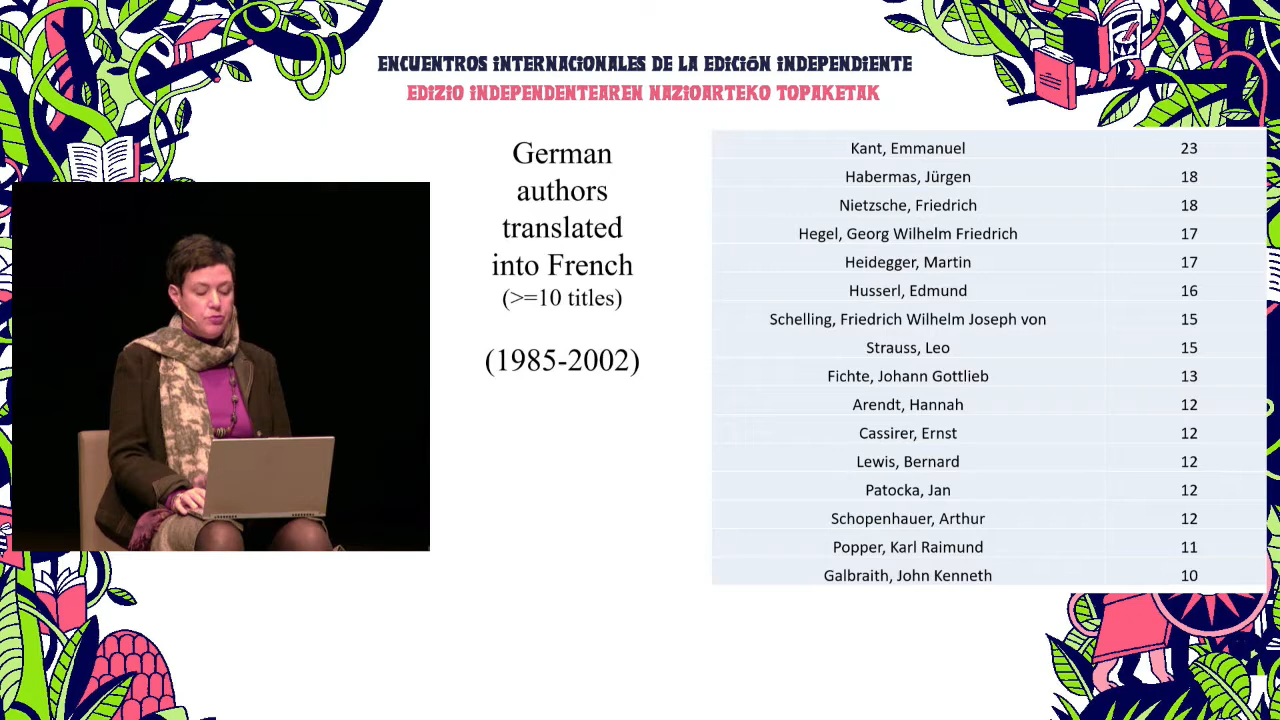 ENCUENTROS INTERNACIONALES DE LA EDICIÓN INDEPENDIENTE
EDIZIO INDEPENDENTEAREN NAZIOARTEKO TOPAKETAK
German
authors
translated
into French
(>=10 titles)
(1985-2002)
Kant, Emmanuel 23
Habermas, Jürgen 18
Nietzsche, Friedrich 18
Hegel, Georg Wilhelm Friedrich 17
Heidegger, Martin 17
Husserl, Edmund 16
Schelling, Friedrich Wilhelm Joseph von 15
Strauss, Leo 15
Fichte, Johann Gottlieb 13
Arendt, Hannah 12
Cassirer, Ernst 12
Lewis, Bernard 12
Patocka, Jan 12
Schopenhauer, Arthur 12
Popper, Karl Raimund 11
Galbraith, John Kenneth 10